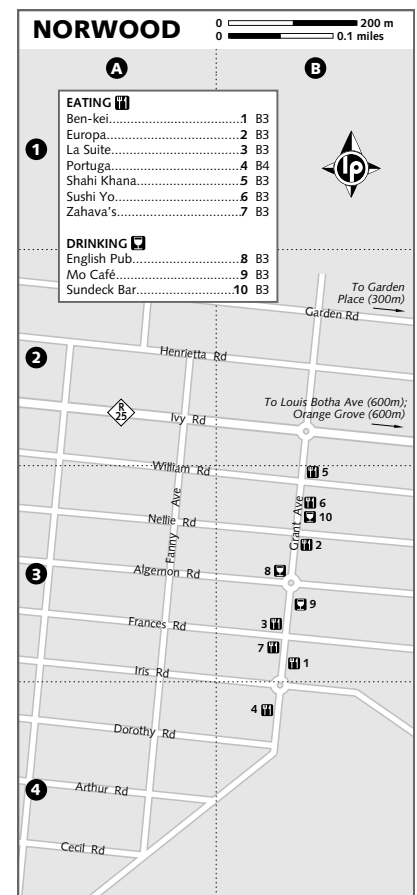 NORWOOD
0 200 m
0 0.1 miles
A B
EATING
Ben-kei........................................1 B3
Europa........................................2 B3
La Suite.......................................3 B3
Portuga.......................................4 B4
Shahi Khana................................5 B3
Sushi Yo......................................6 B3
Zahava's......................................7 B3
DRINKING
English Pub.................................8 B3
Mo Café.......................................9 B3
Sundeck Bar...............................10 B3
1
lp
To Garden
Place (300m)
Garden Rd
2
Henrietta Rd
To Louis Botha Ave (600m);
Orange Grove (600m)
R
25
Ivy Rd
William Rd
5
Fanny Ave
Grant Ave
6
10
Nellie Rd
2
3
Algernon Rd
8
9
Frances Rd
3
7
1
Iris Rd
4
Dorothy Rd
4
Arthur Rd
Cecil Rd